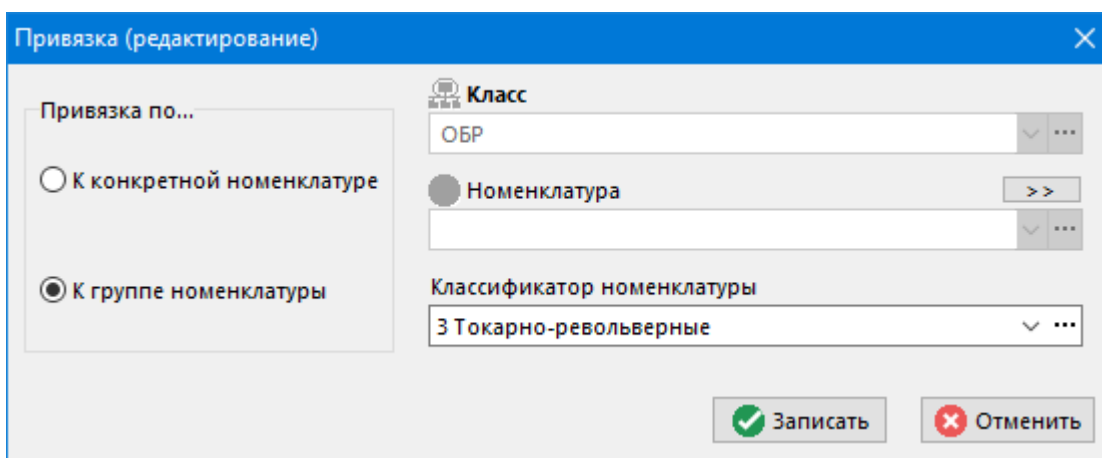 Привязка (редактирование)
Привязка по...
К конкретной номенклатуре
К группе номенклатуры
Класс
ОБР
Номенклатура
>>
Классификатор номенклатуры
3 Токарно-револьверные
Записать
Отменить